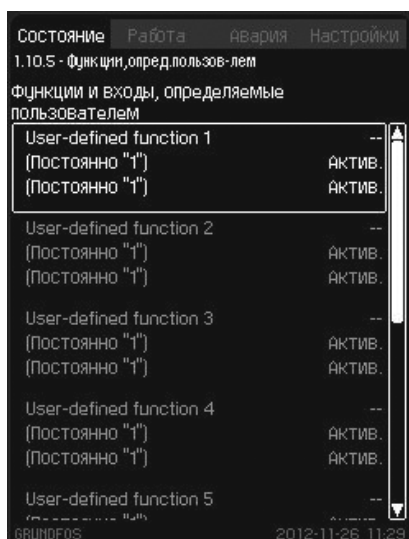 Состояние Работа Авария Настройки
1.10.5 - Функции,опред.пользов-лем
Функции и входы, определяемые
пользователем
User-defined function 1 --
(Постоянно "1") Актив.
(Постоянно "1") Актив.
User-defined function 2 --
(Постоянно "1") Актив.
(Постоянно "1") Актив.
User-defined function 3 --
(Постоянно "1") Актив.
(Постоянно "1") Актив.
User-defined function 4 --
(Постоянно "1") Актив.
(Постоянно "1") Актив.
User-defined function 5 --
GRUNDFOS 2012-11-26 11:29